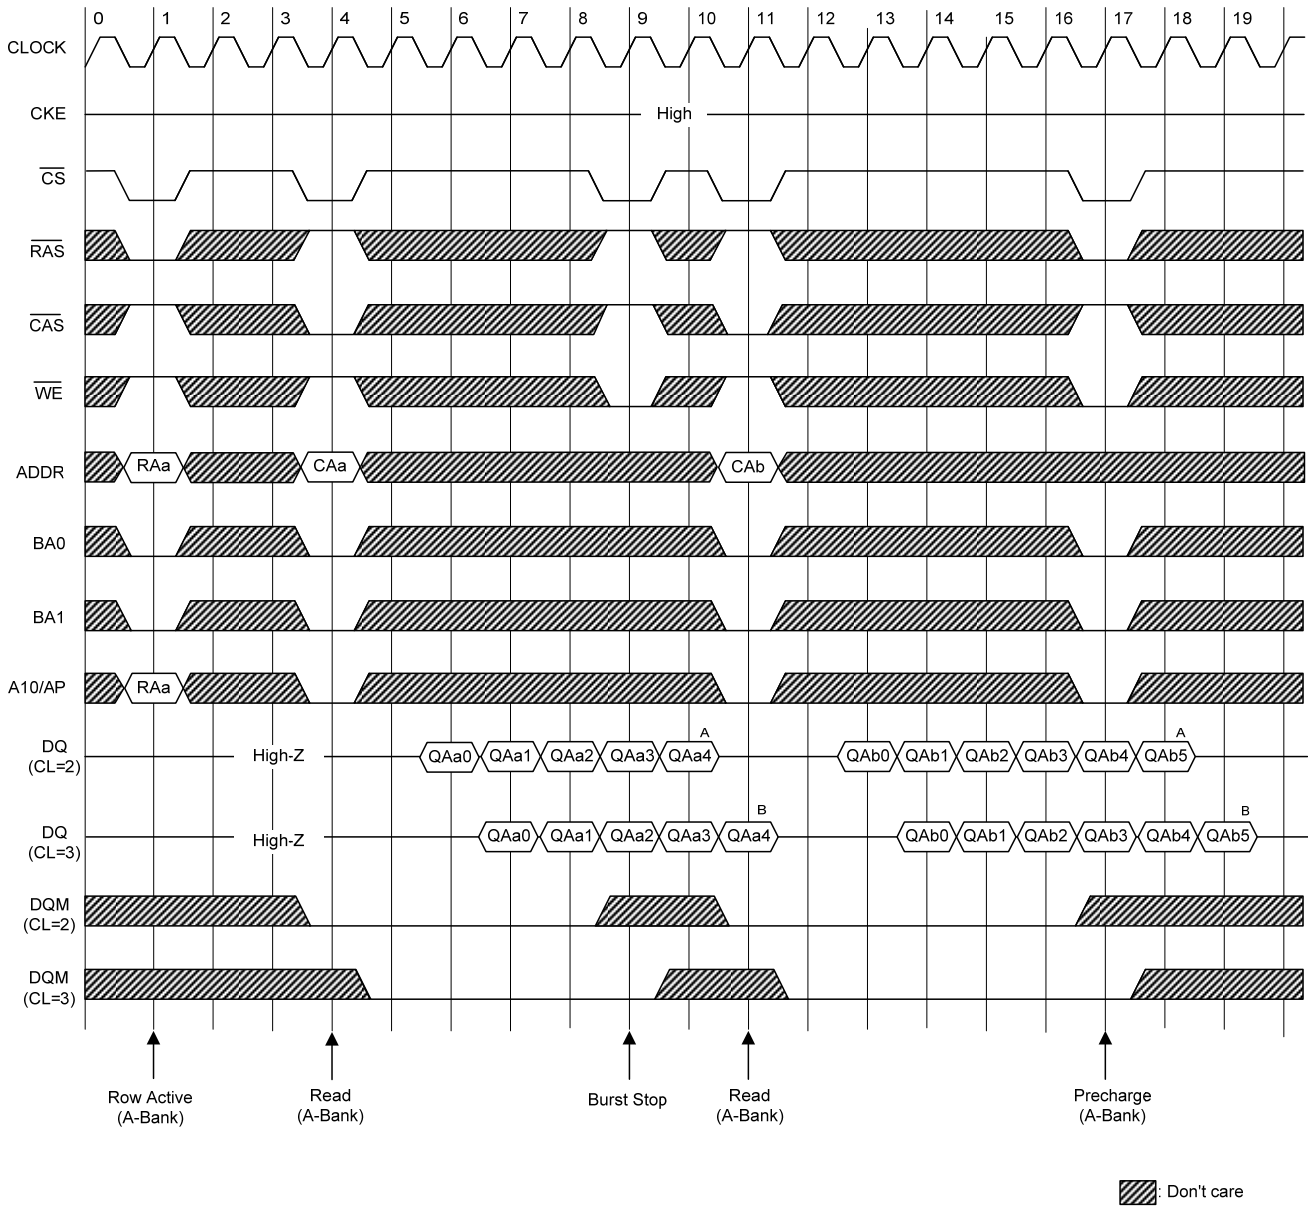 0 1 2 3 4 5 6 7 8 9 10 11 12 13 14 15 16 17 18 19
CLOCK
CKE High
CS
RAS
CAS
WE
ADDR RAa CAa CAb
BA0
BA1
A10/AP RAa
A A
DQ High-Z QAa0 QAa1 QAa2 QAa3 QAa4 QAb0 QAb1 QAb2 QAb3 QAb4 QAb5
(CL=2)
B B
DQ High-Z QAa0 QAa1 QAa2 QAa3 QAa4 QAb0 QAb1 QAb2 QAb3 QAb4 QAb5
(CL=3)
DQM
(CL=2)
DQM
(CL=3)
Row Active
(A-Bank)
Read
(A-Bank)
Burst Stop
Read
(A-Bank)
Precharge
(A-Bank)
: Don't care